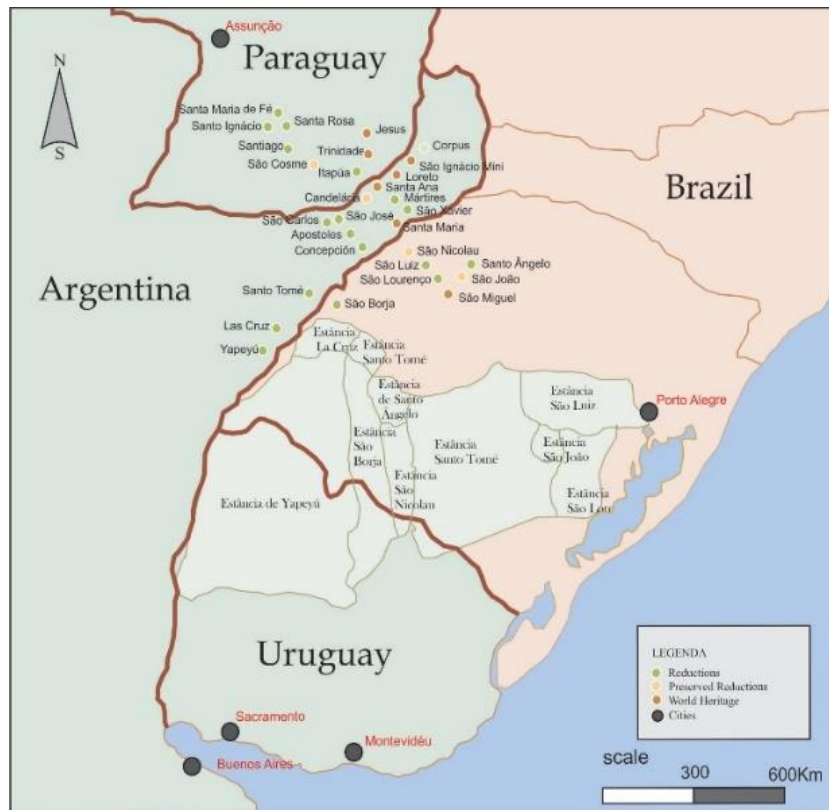 Assunção
Paraguay
N
S
Santa Maria de Fé
Santo Ignácio
Santa Rosa
Jesus
Corpus
Santiago
Trinidade
São Cosme
Itapúa
São Ignácio Mini
Loreto
Santa Ana
Candelácia
Mártires
São Xavier
São Carlos
São José
Santa Maria
Apostoles
Concepción
Brazil
São Nicolau
São Luiz
Santo Ângelo
São Lourenço
São João
São Miguel
Argentina
Santo Tomé
São Borja
Las Cruz
Yapeyú
Estância
La Cruz
Estância
Santo Tomé
Estância
de Santo
Ângelo
Estância
São Luiz
Porto Alegre
Estância
São
Borja
Estância
Santo Tomé
Estância
São João
Estância
São
Nicolau
Estância
São Lou
Estância de Yapeyú
Uruguay
Sacramento
Montevidéu
Buenos Aires
LEGENDA
Reductions
Preserved Reductions
World Heritage
Cities
scale
300
600Km